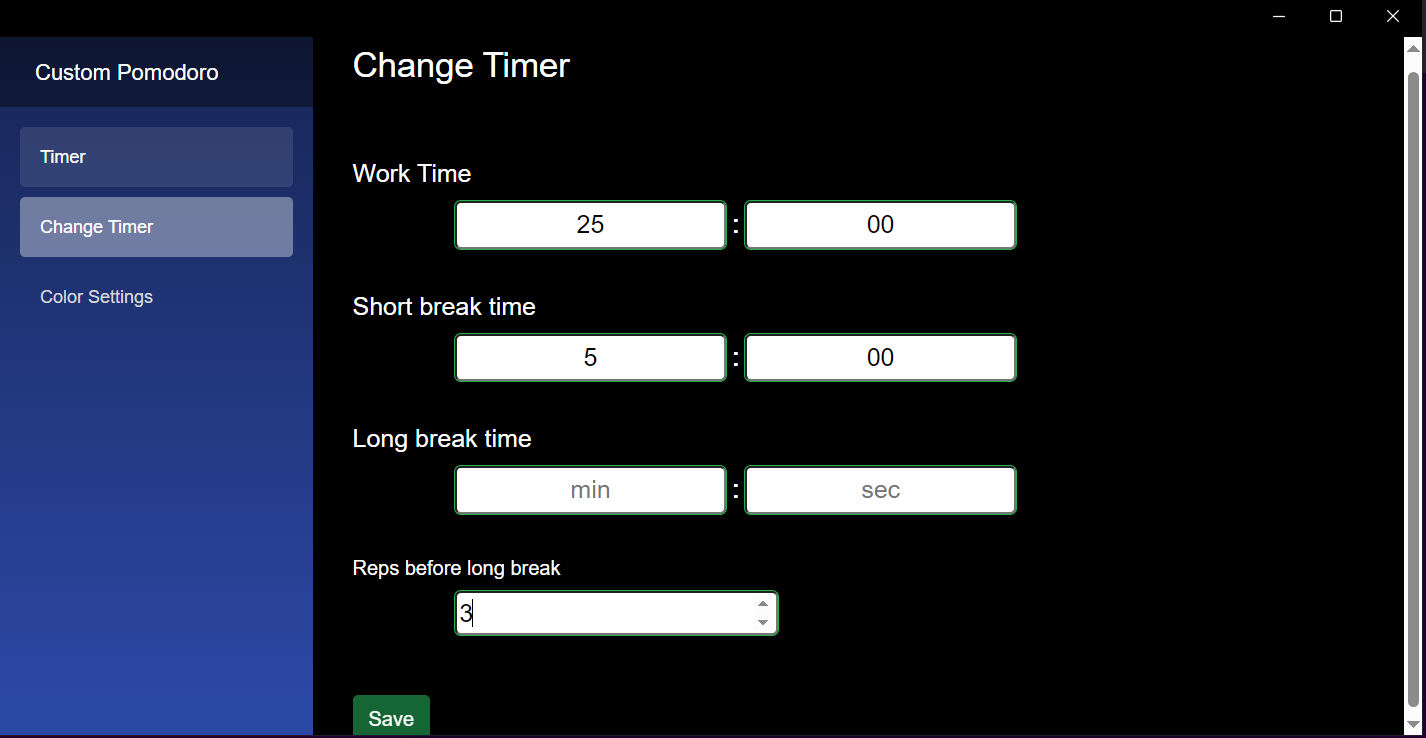 Custom Pomodoro
Timer
Change Timer
Color Settings
Change Timer
Work Time
25 : 00
Short break time
5 : 00
Long break time
min : sec
Reps before long break
3
Save